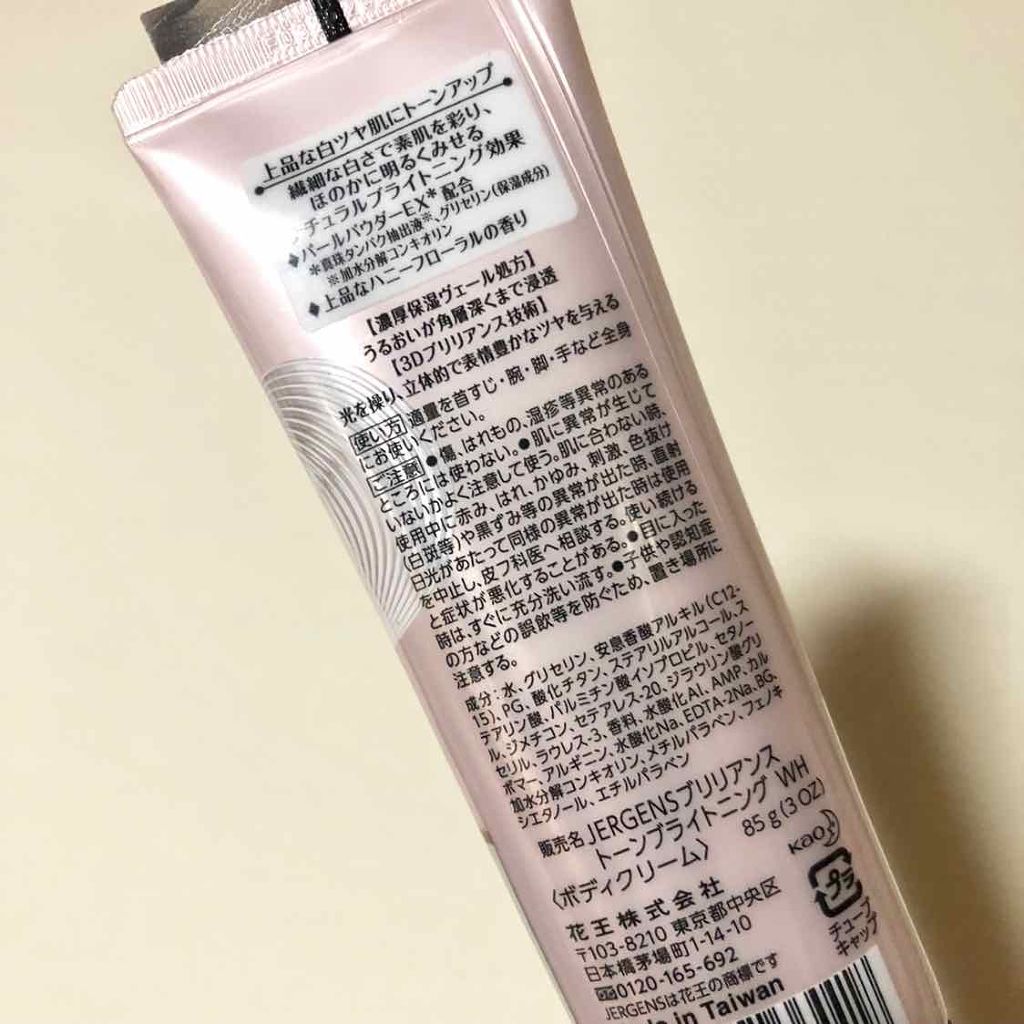 上品な白ツヤ肌にトーンアップ
繊細な白さで素肌を彩り、
ほのかに明るくみせる
チュラルブライトニング効果
◆パールパウダーEX*配合
*真珠タンパク抽出液※、グリセリン(保湿成分)
※加水分解コンキオリン
◆上品なハニーフローラルの香り
【濃厚保湿ヴェール処方】
うるおいが角層深くまで浸透
【3Dブリリアンス技術】
光を操り、立体的で表情豊かなツヤを与える
使い方 適量を首すじ・腕・脚・手など全身
にお使いください。
ご注意 ●傷、はれもの、湿疹等異常のある
ところには使わない。●肌に異常が生じて
いないかよく注意して使う。肌に合わない時、
使用中に赤み、はれ、かゆみ、刺激、色抜け
(白斑等)や黒ずみ等の異常が出た時、直射
日光があたって同様の異常が出た時は使用
を中止し、皮フ科医へ相談する。使い続ける
と症状が悪化することがある。●目に入った
時は、すぐに充分洗い流す。●子供や認知症
の方などの誤飲等を防ぐため、置き場所に
注意する。
成分:水、グリセリン、安息香酸アルキル(C12-
15)、PG、酸化チタン、ステアリルアルコール、ス
テアリン酸、パルミチン酸イソプロピル、セタノー
ル、ジメチコン、セテアレス-20、ジラウリン酸グリ
セリル、ラウレス-3、香料、水酸化Al、AMP、カル
ボマー、アルギニン、水酸化Na、EDTA-2Na、BG、
加水分解コンキオリン、メチルパラベン、フェノキ
シエタノール、エチルパラベン
販売名 JERGENSブリリアンス
トーンブライトニング WH
〈ボディクリーム〉 85g(3 OZ)
kao
花王株式会社
〒103-8210 東京都中央区
日本橋茅場町1-14-10
0120-165-692
JERGENSは花王の商標です
in Taiwan
プラ
チューブ
キャップ